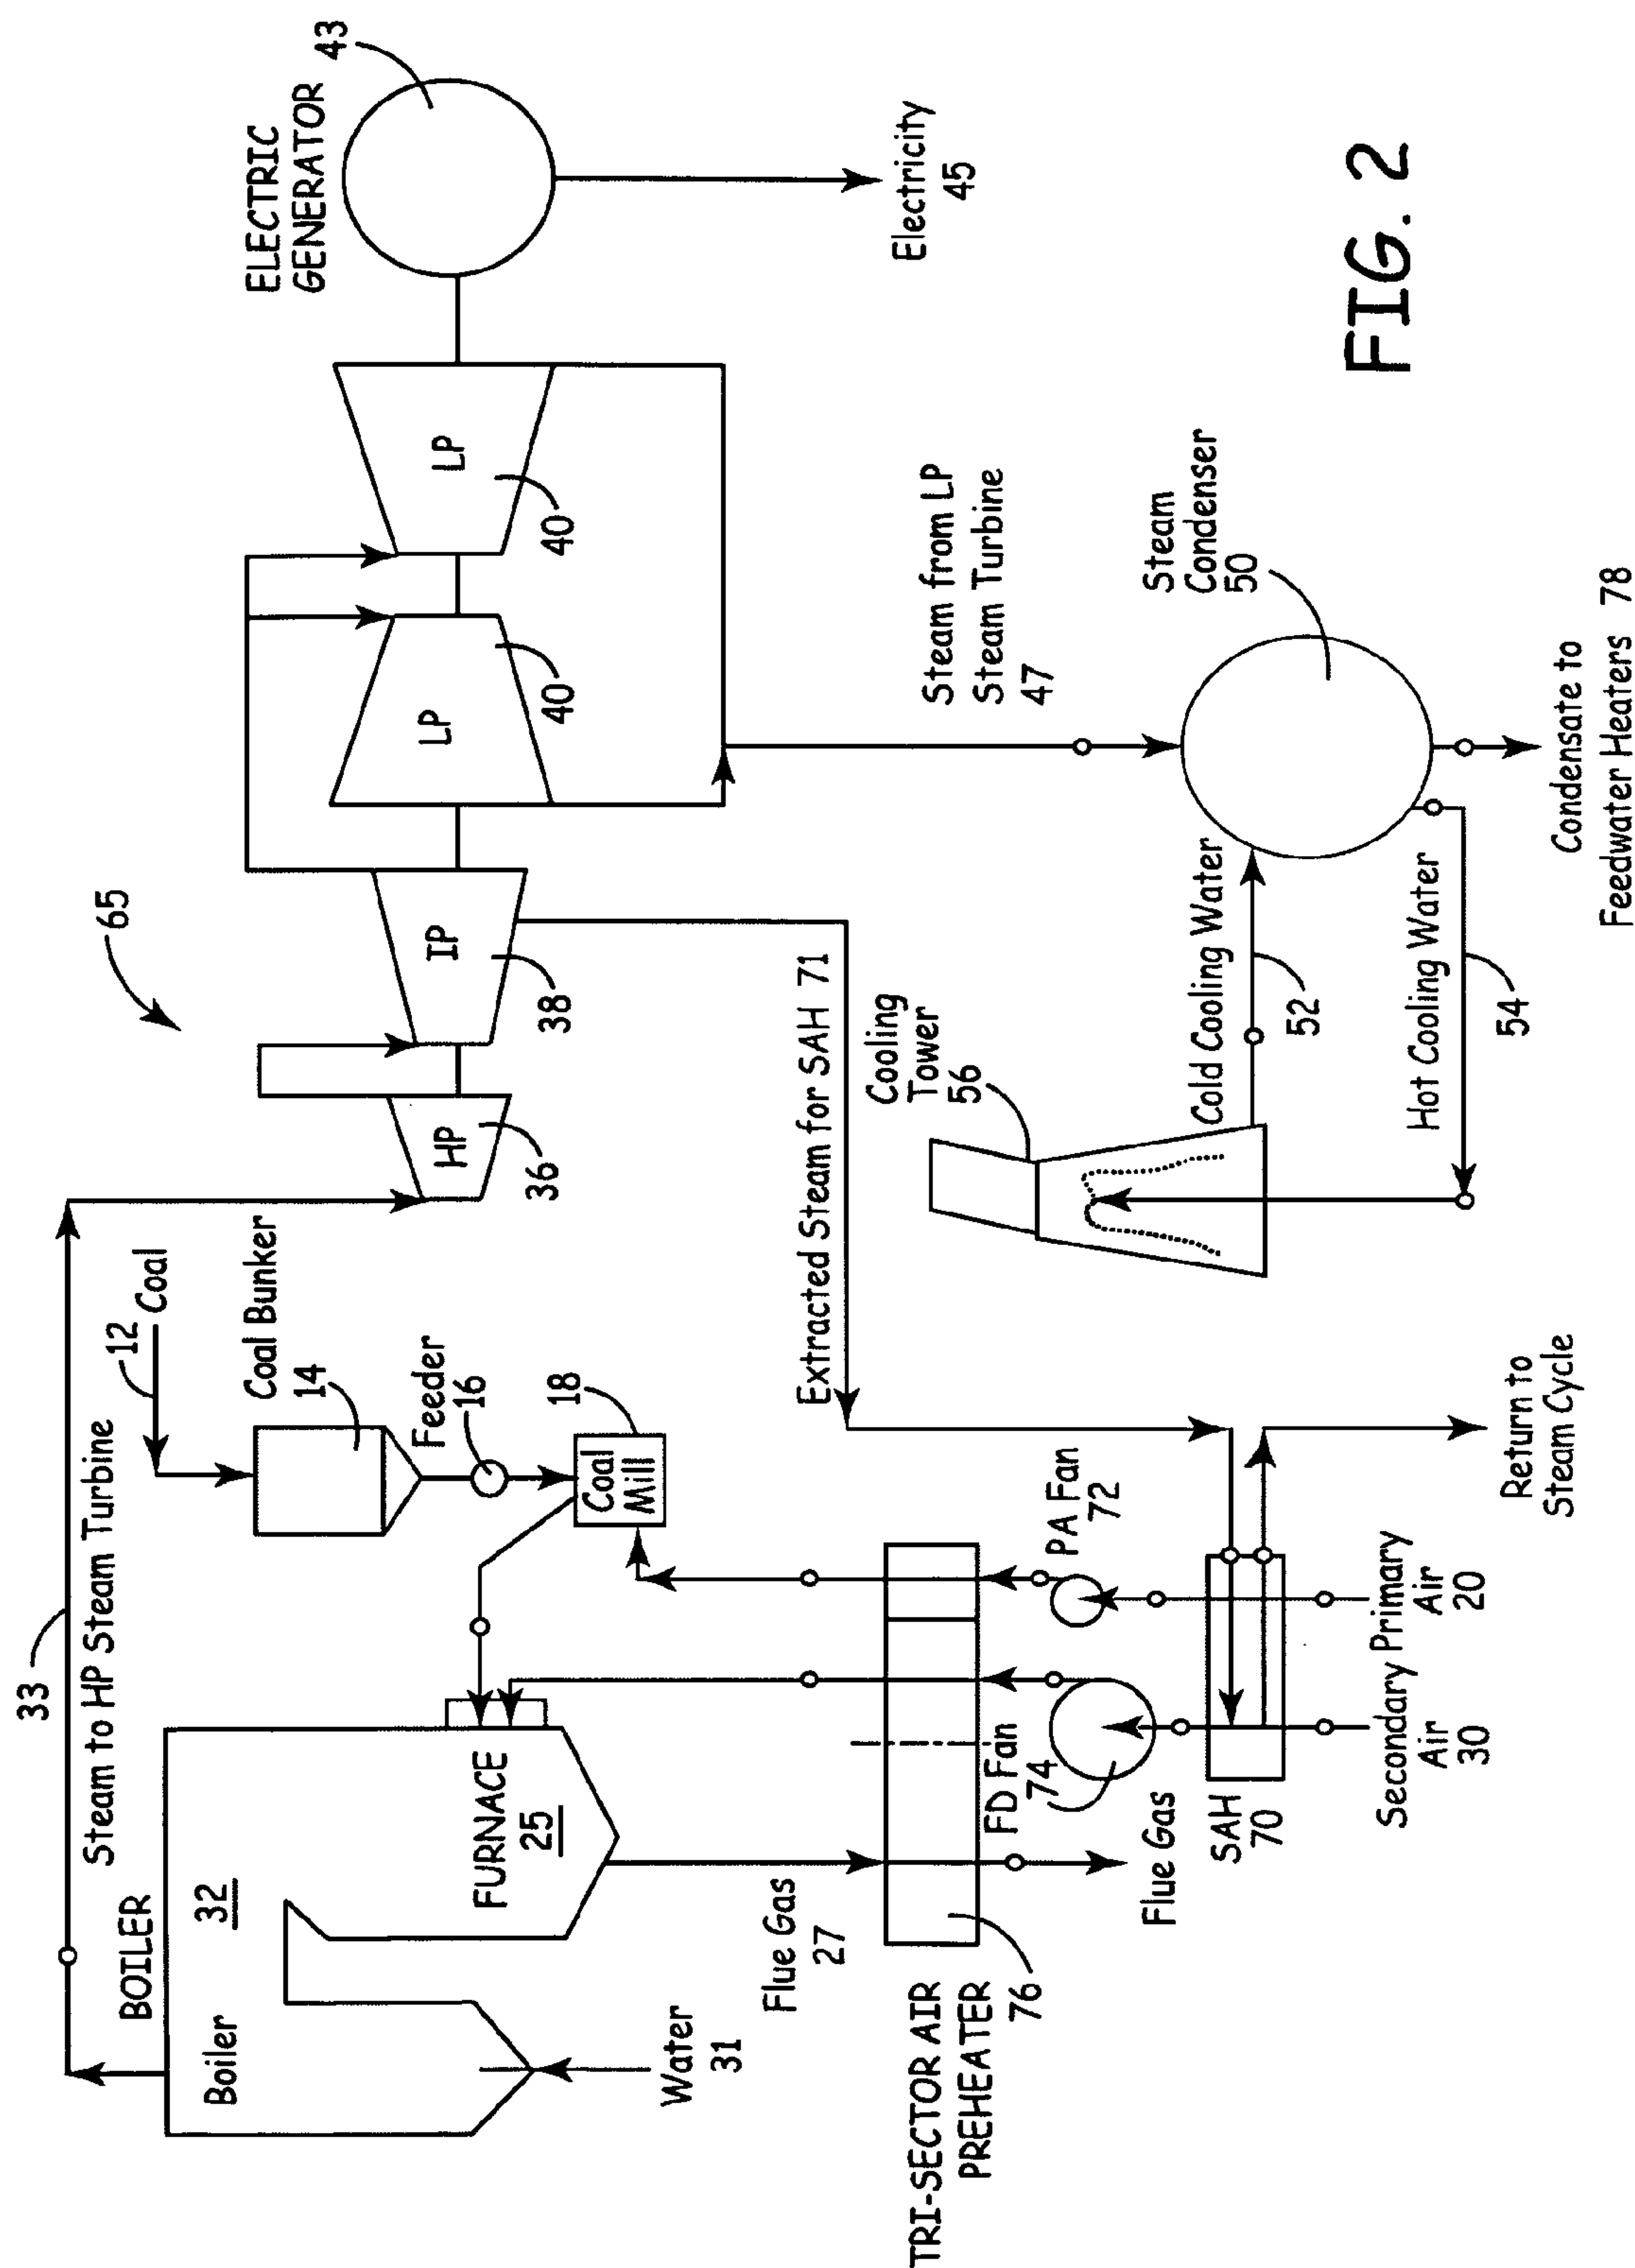 33
Steam to HP Steam Turbine
BOILER
Boiler
32
FURNACE
25
Water
31
12
Coal
Coal Bunker
14
Feeder
16
18
Coal
Mill
65
HP
36
IP
38
LP
40
LP
40
ELECTRIC
GENERATOR
43
Electricity
45
Flue Gas
27
TRI-SECTOR AIR
PREHEATER
76
FD Fan
74
PA Fan
72
Flue Gas
SAH
70
Secondary
Air
30
Primary
Air
20
Return to
Steam Cycle
Extracted Steam for SAH 71
Cooling
Tower
56
Cold Cooling Water
52
Hot Cooling Water
54
Steam from LP
Steam Turbine
47
Steam
Condenser
50
Condensate to
Feedwater Heaters 78
FIG. 2